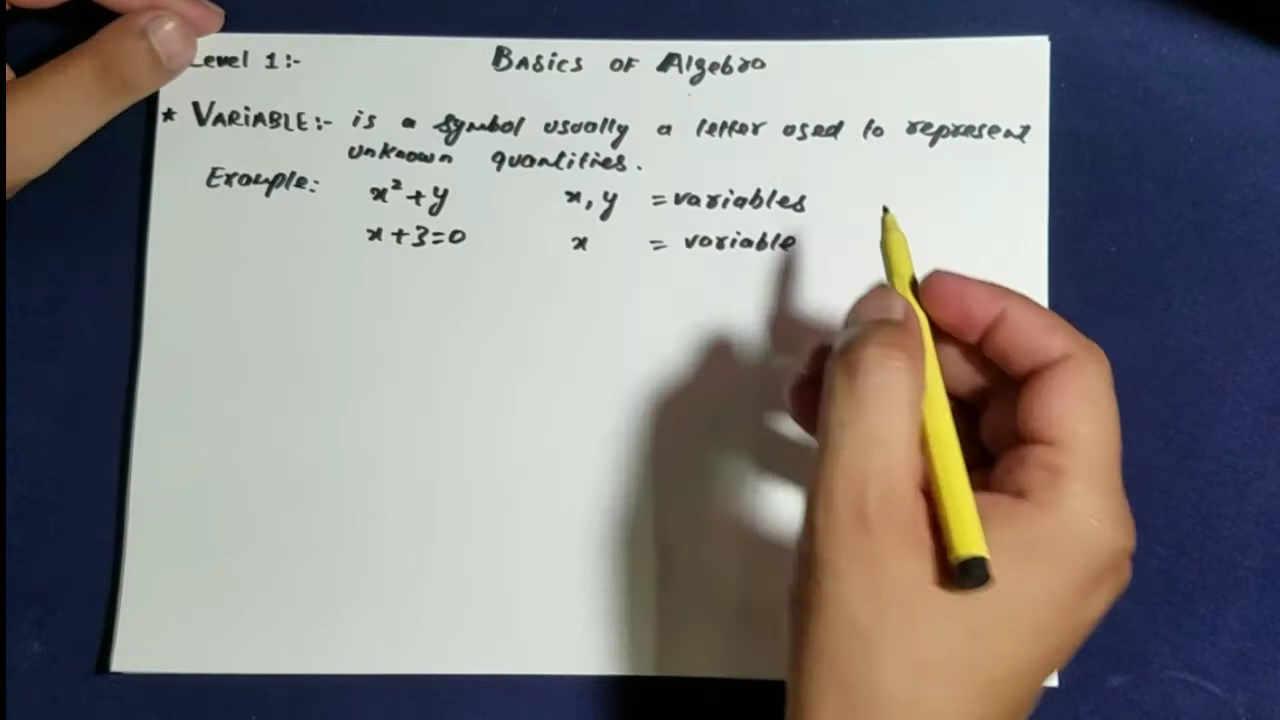 Level 1:-
Basics of Algebra
* VARiABLE:- is a symbol usually a letter used to represent
unknown quantities.
Example: x²+y x, y = variables
x+3=0 x = variable